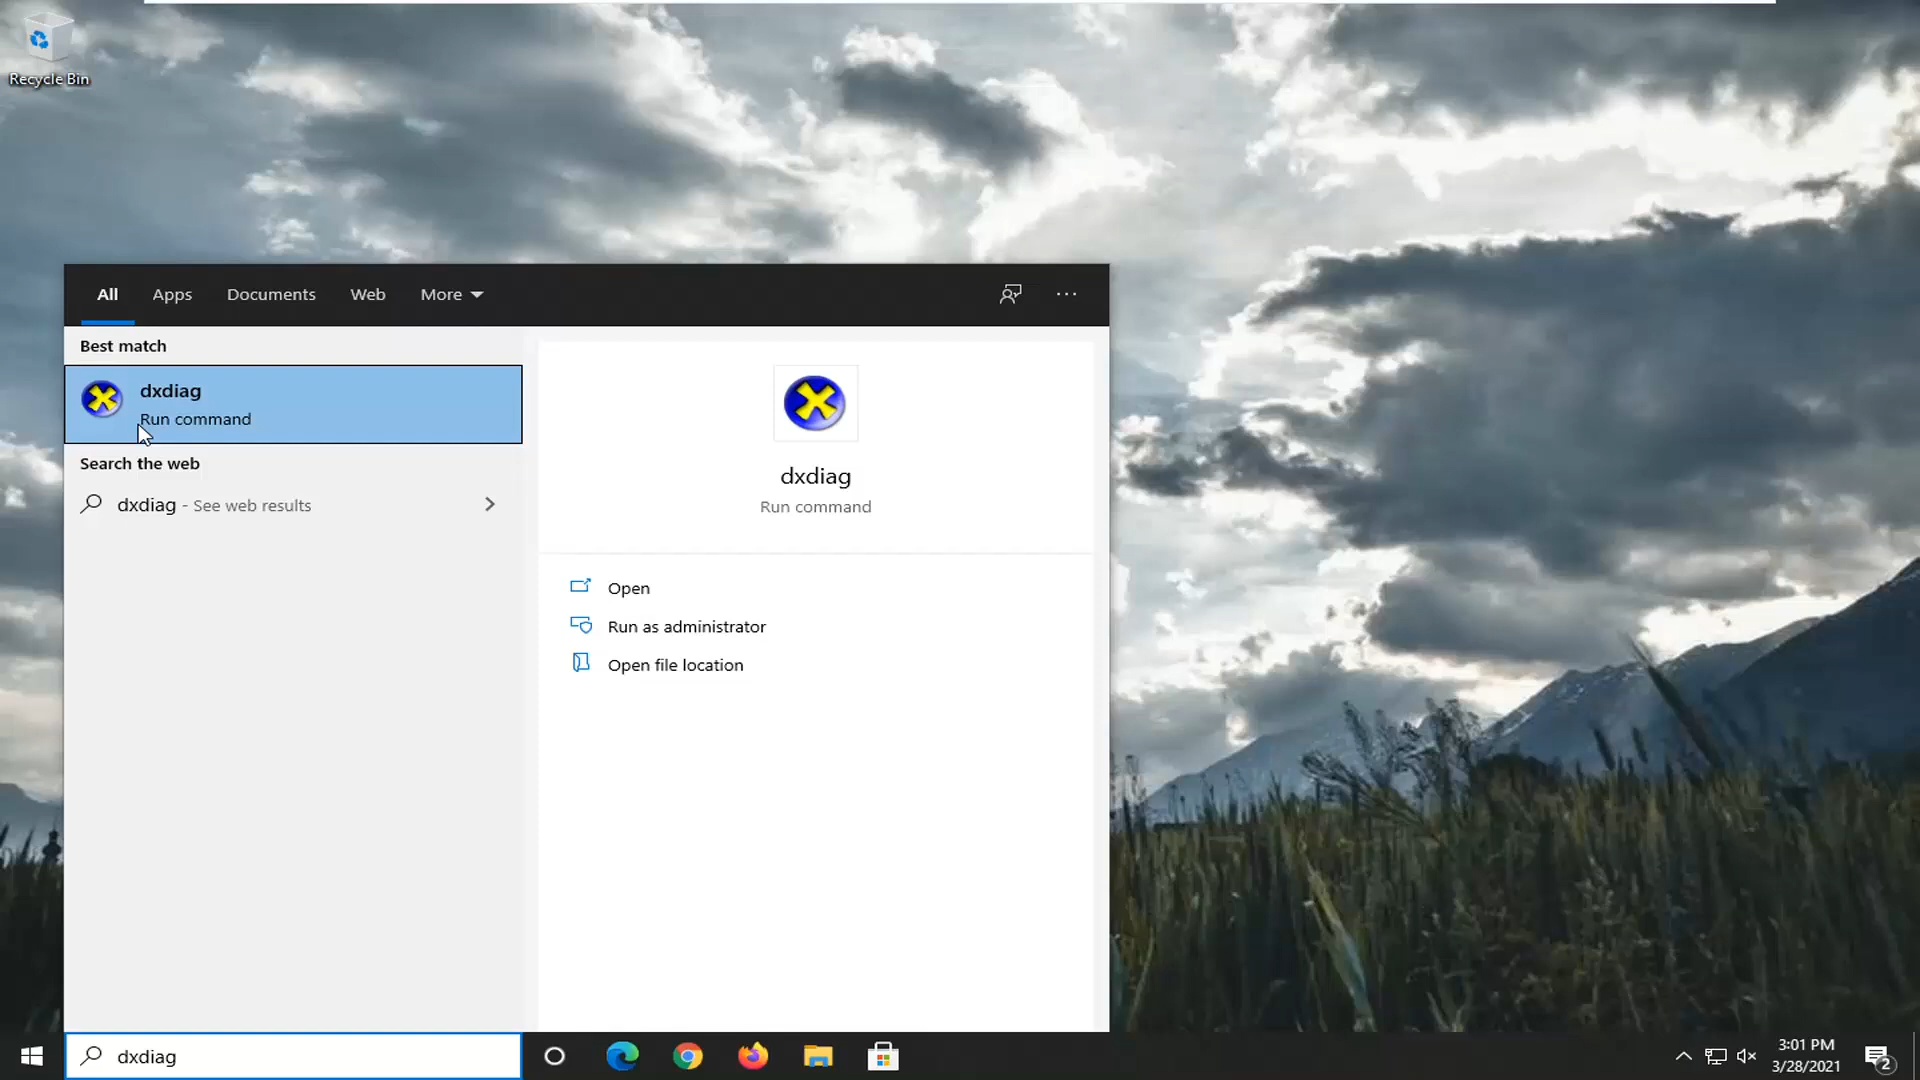 Recycle Bin
All Apps Documents Web More
Best match
dxdiag
Run command
Search the web
dxdiag - See web results
dxdiag
Run command
Open
Run as administrator
Open file location
dxdiag
3:01 PM
3/28/2021
2